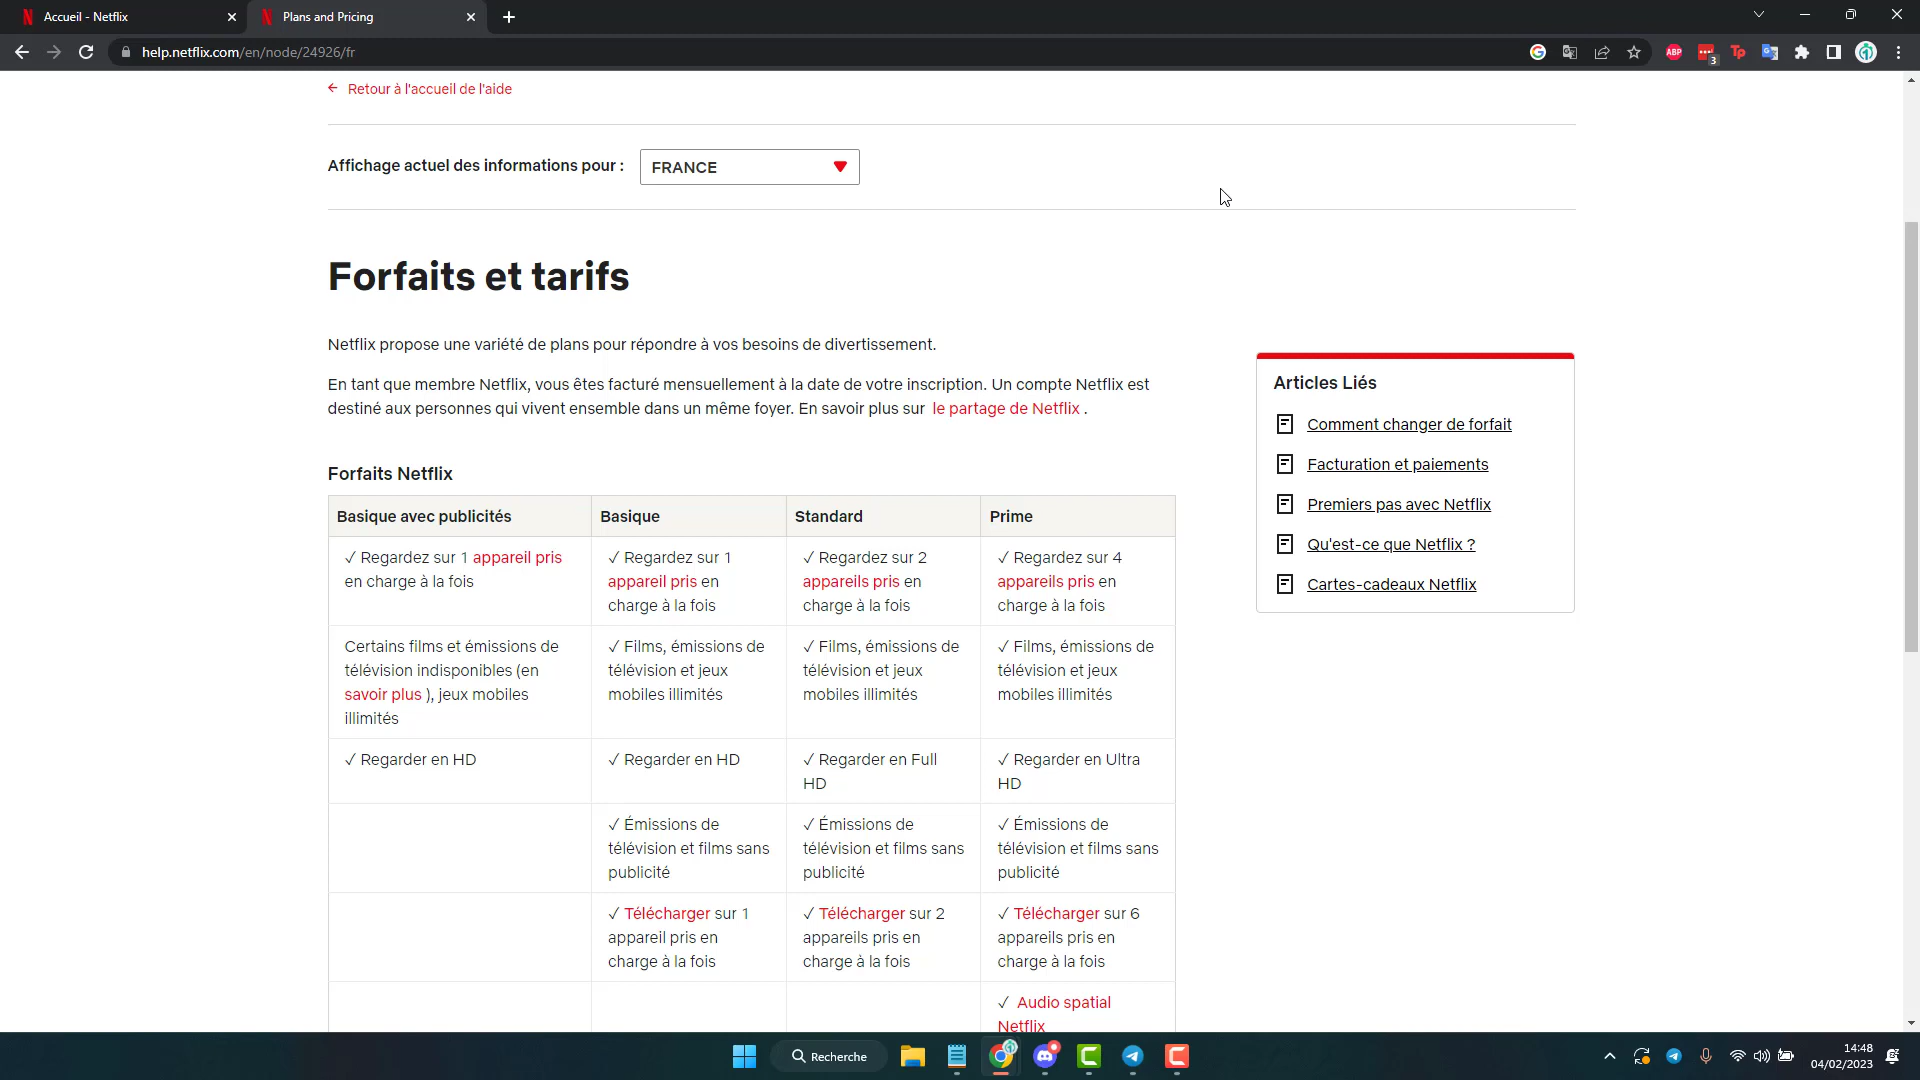 Accueil - Netflix
Plans and Pricing
help.netflix.com/en/node/24926/fr
ABP
3
Tp
Retour à l'accueil de l'aide
Affichage actuel des informations pour :
FRANCE
Forfaits et tarifs
Netflix propose une variété de plans pour répondre à vos besoins de divertissement.
En tant que membre Netflix, vous êtes facturé mensuellement à la date de votre inscription. Un compte Netflix est
destiné aux personnes qui vivent ensemble dans un même foyer. En savoir plus sur le partage de Netflix .
Articles Liés
Comment changer de forfait
Facturation et paiements
Premiers pas avec Netflix
Qu'est-ce que Netflix ?
Cartes-cadeaux Netflix
Forfaits Netflix
Basique avec publicités
Basique
Standard
Prime
✓ Regardez sur 1 appareil pris
en charge à la fois
✓ Regardez sur 1
appareil pris en
charge à la fois
✓ Regardez sur 2
appareils pris en
charge à la fois
✓ Regardez sur 4
appareils pris en
charge à la fois
Certains films et émissions de
télévision indisponibles (en
savoir plus ), jeux mobiles
illimités
✓ Films, émissions de
télévision et jeux
mobiles illimités
✓ Films, émissions de
télévision et jeux
mobiles illimités
✓ Films, émissions de
télévision et jeux
mobiles illimités
✓ Regarder en HD
✓ Regarder en HD
✓ Regarder en Full
HD
✓ Regarder en Ultra
HD
✓ Émissions de
télévision et films sans
publicité
✓ Émissions de
télévision et films sans
publicité
✓ Émissions de
télévision et films sans
publicité
✓ Télécharger sur 1
appareil pris en
charge à la fois
✓ Télécharger sur 2
appareils pris en
charge à la fois
✓ Télécharger sur 6
appareils pris en
charge à la fois
✓ Audio spatial
Netflix
Recherche
14:48
04/02/2023